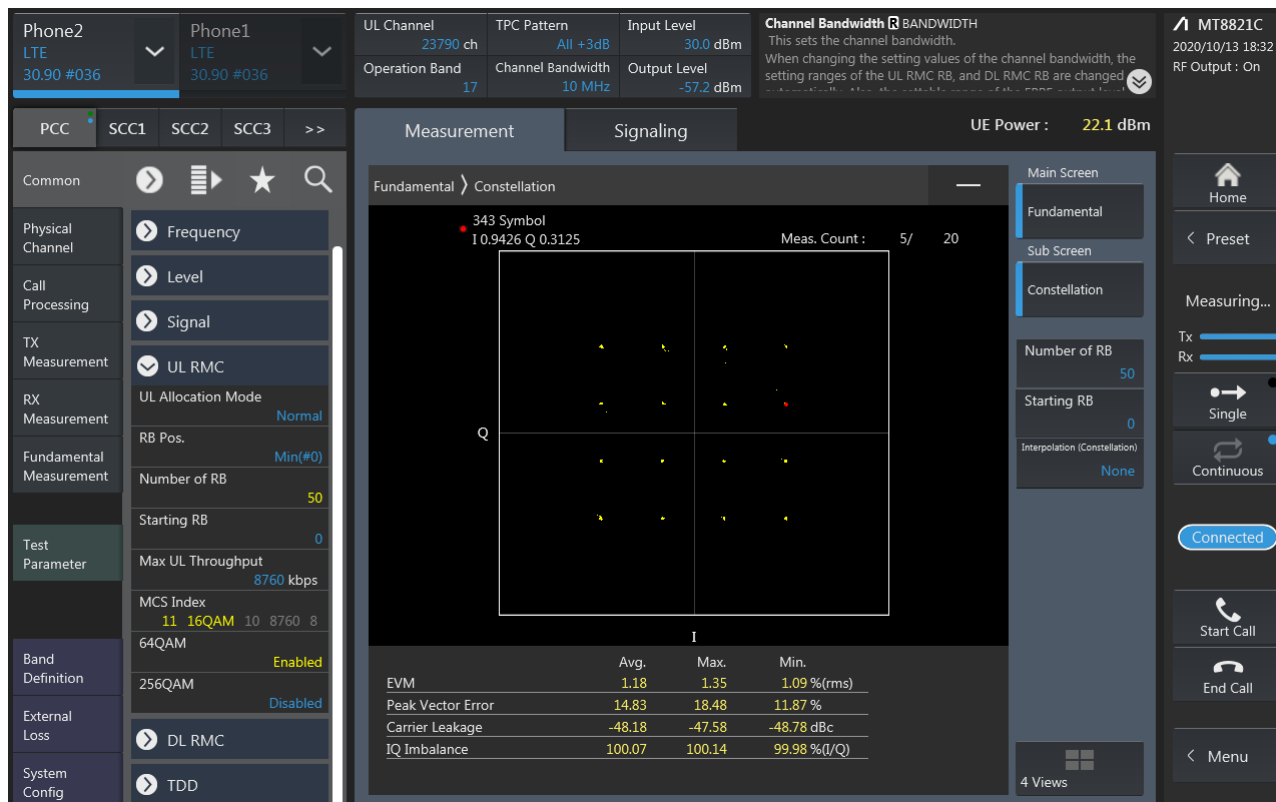 Phone2
LTE
30.90 #036
Phone1
LTE
30.90 #036
UL Channel
23790 ch
TPC Pattern
All +3dB
Input Level
30.0 dBm
Operation Band
17
Channel Bandwidth
10 MHz
Output Level
-57.2 dBm
Channel Bandwidth R BANDWIDTH
This sets the channel bandwidth.
When changing the setting values of the channel bandwidth, the
setting ranges of the UL RMC RB, and DL RMC RB are changed
MT8821C
2020/10/13 18:32
RF Output : On
PCC
SCC1
SCC2
SCC3
>>
Measurement
Signaling
UE Power : 22.1 dBm
Common
Physical
Channel
Call
Processing
TX
Measurement
RX
Measurement
Fundamental
Measurement
Test
Parameter
Band
Definition
External
Loss
System
Config
Frequency
Level
Signal
UL RMC
UL Allocation Mode
Normal
RB Pos.
Min(#0)
Number of RB
50
Starting RB
0
Max UL Throughput
8760 kbps
MCS Index
11 16QAM 10 8760 8
64QAM
Enabled
256QAM
Disabled
DL RMC
TDD
Fundamental 〉 Constellation
343 Symbol
I 0.9426 Q 0.3125
Meas. Count : 5/ 20
Q
I
Avg. Max. Min.
EVM 1.18 1.35 1.09 %(rms)
Peak Vector Error 14.83 18.48 11.87 %
Carrier Leakage -48.18 -47.58 -48.78 dBc
IQ Imbalance 100.07 100.14 99.98 %(I/Q)
Main Screen
Fundamental
Sub Screen
Constellation
Number of RB
50
Starting RB
0
Interpolation (Constellation)
None
4 Views
Home
< Preset
Measuring...
Tx
Rx
Single
Continuous
Connected
Start Call
End Call
< Menu